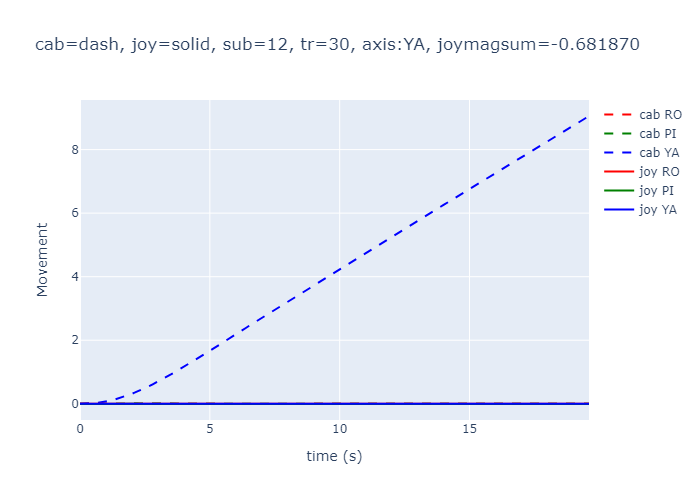 cab=dash, joy=solid, sub=12, tr=30, axis:YA, joymagsum=-0.681870
cab RO
cab PI
cab YA
joy RO
joy PI
joy YA
Movement
8
6
4
2
0
0 5 10 15
time (s)